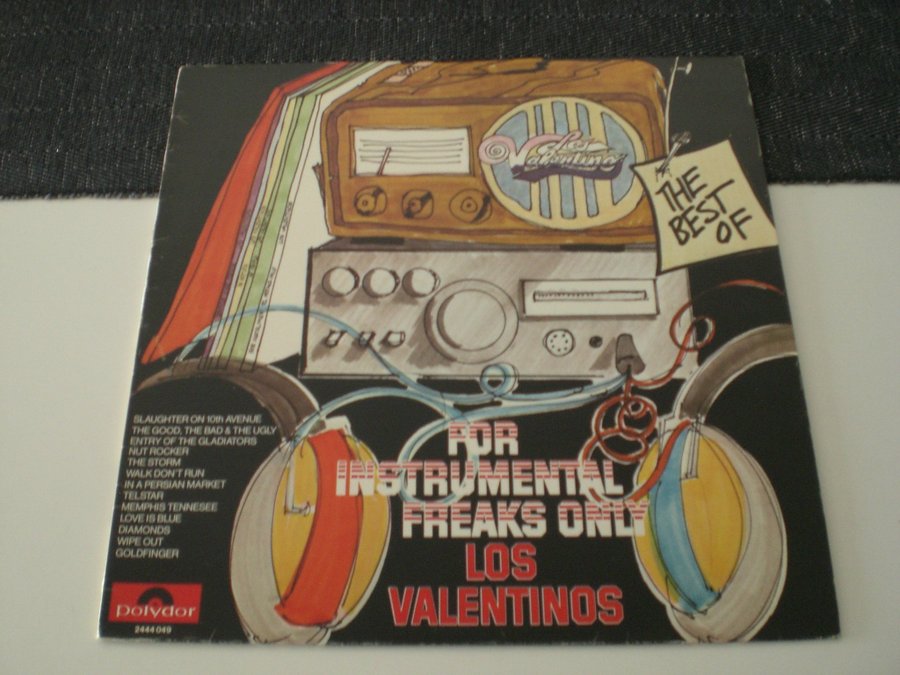 Los
Valentinos
THE
BEST
OF
SLAUGHTER ON 10th AVENUE
THE GOOD, THE BAD & THE UGLY
ENTRY OF THE GLADIATORS
NUT ROCKER
THE STORM
WALK DON'T RUN
IN A PERSIAN MARKET
TELSTAR
MEMPHIS TENNESEE
LOVE IS BLUE
DIAMONDS
WIPE OUT
GOLDFINGER
FOR
INSTRUMENTAL
FREAKS ONLY
LOS
VALENTINOS
polydor
2444 049